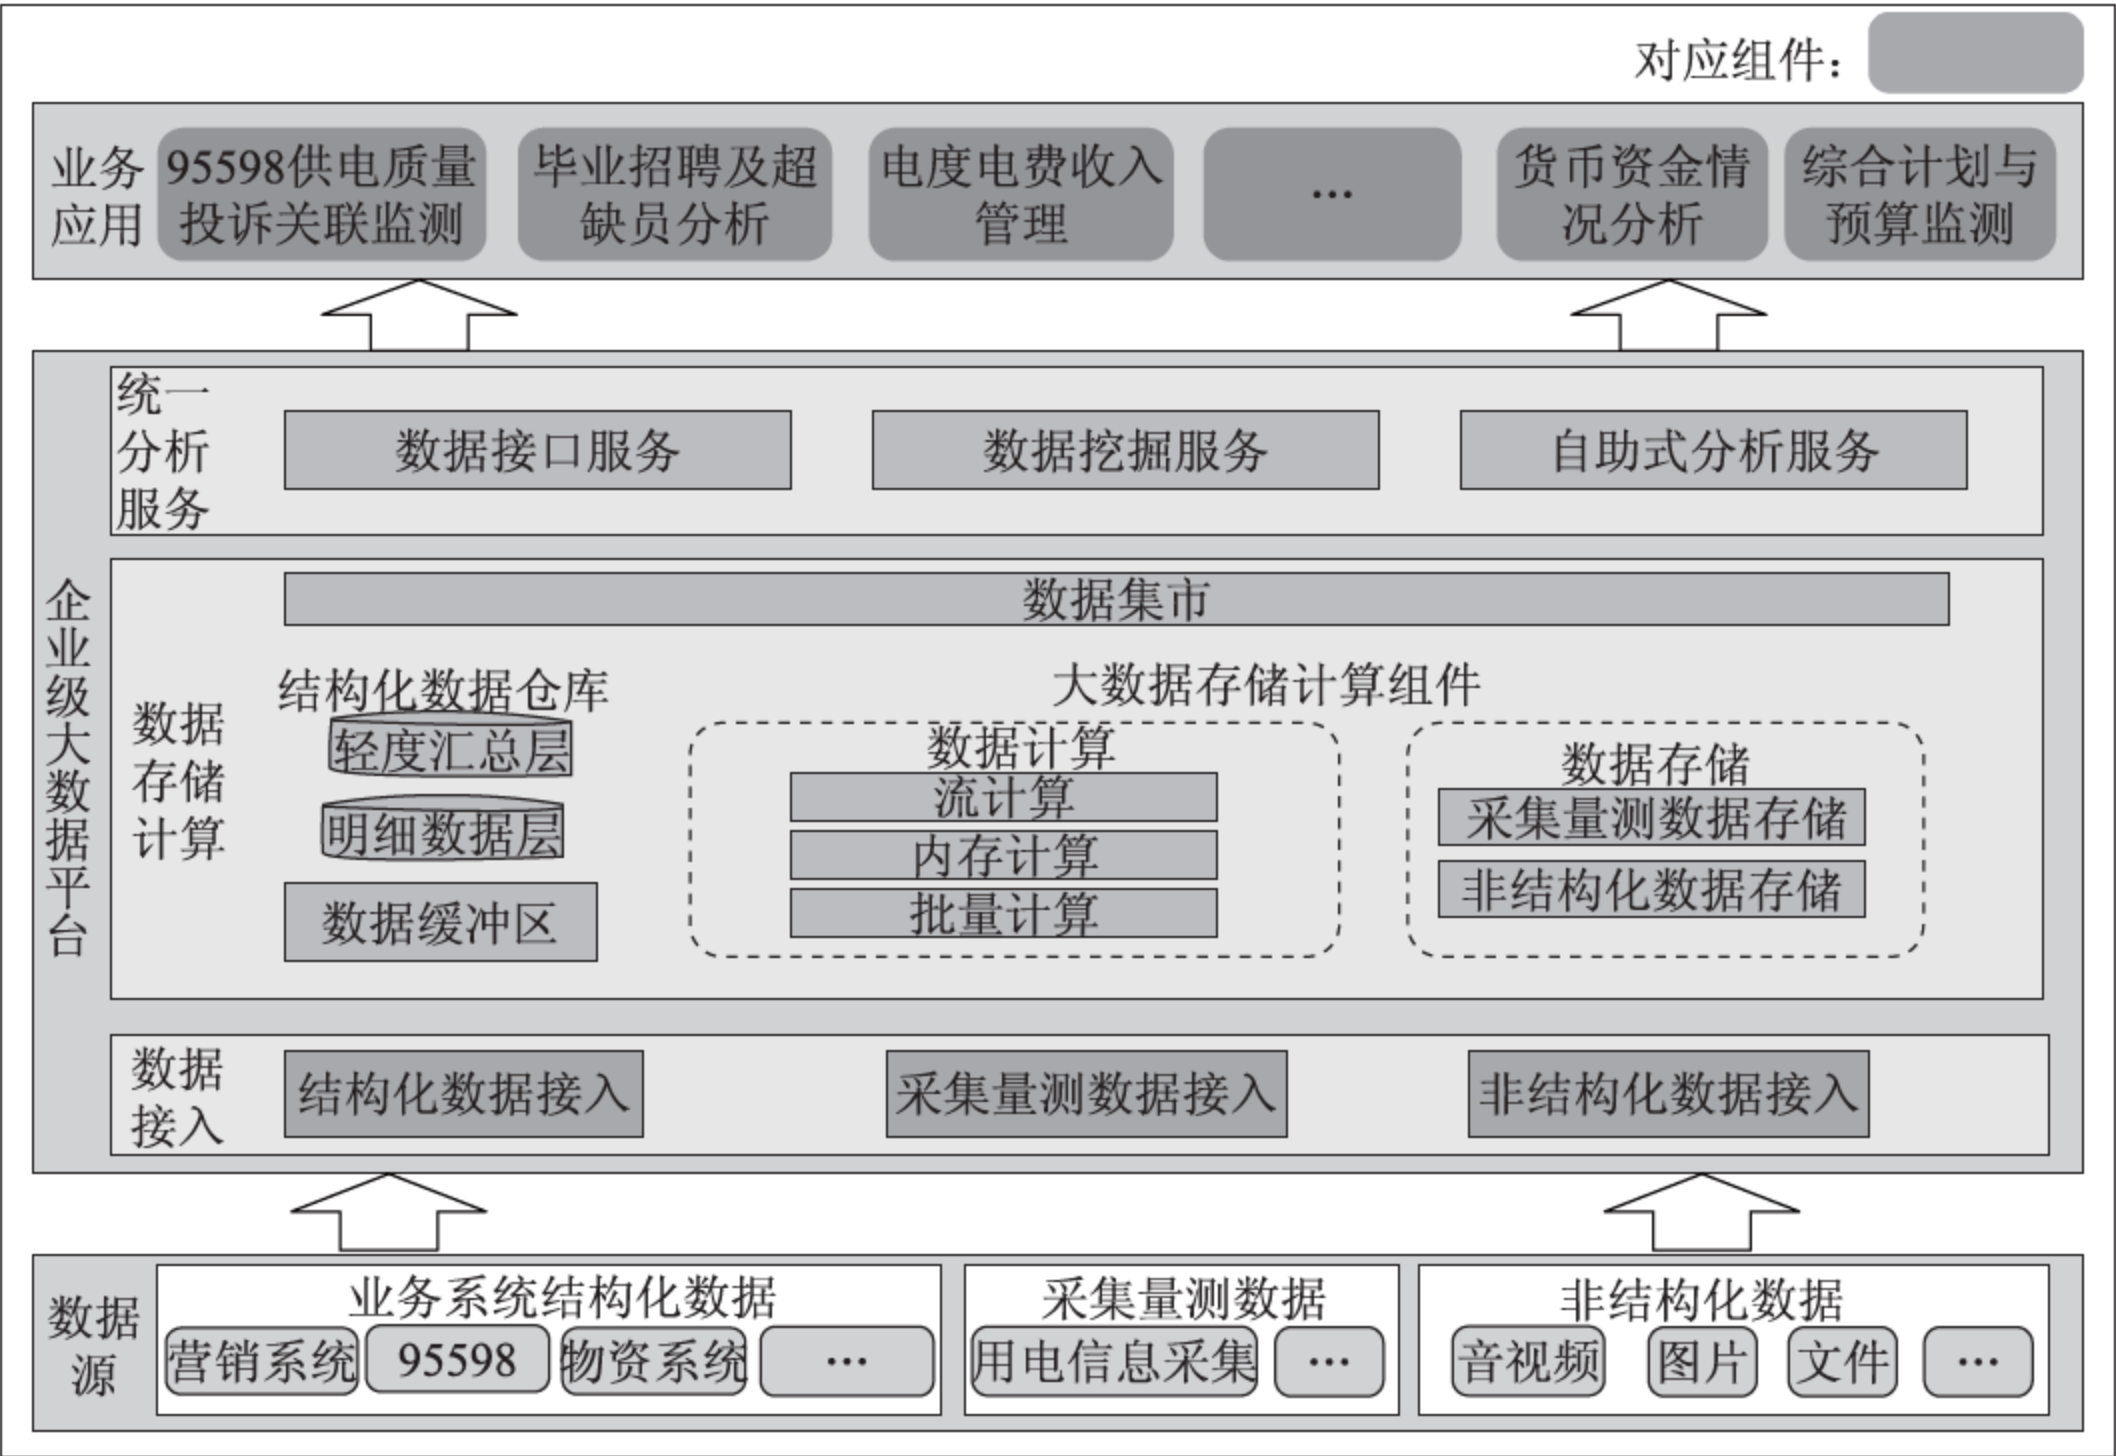 对应组件：
业务
应用
95598供电质量
投诉关联监测
毕业招聘及超
缺员分析
电度电费收入
管理
…
货币资金情
况分析
综合计划与
预算监测
企业级大数据平台
统一
分析
服务
数据接口服务
数据挖掘服务
自助式分析服务
数据
存储
计算
数据集市
结构化数据仓库
轻度汇总层
明细数据层
数据缓冲区
大数据存储计算组件
数据计算
流计算
内存计算
批量计算
数据存储
采集量测数据存储
非结构化数据存储
数据
接入
结构化数据接入
采集量测数据接入
非结构化数据接入
数据
源
业务系统结构化数据
营销系统
95598
物资系统
…
采集量测数据
用电信息采集
…
非结构化数据
音视频
图片
文件
…